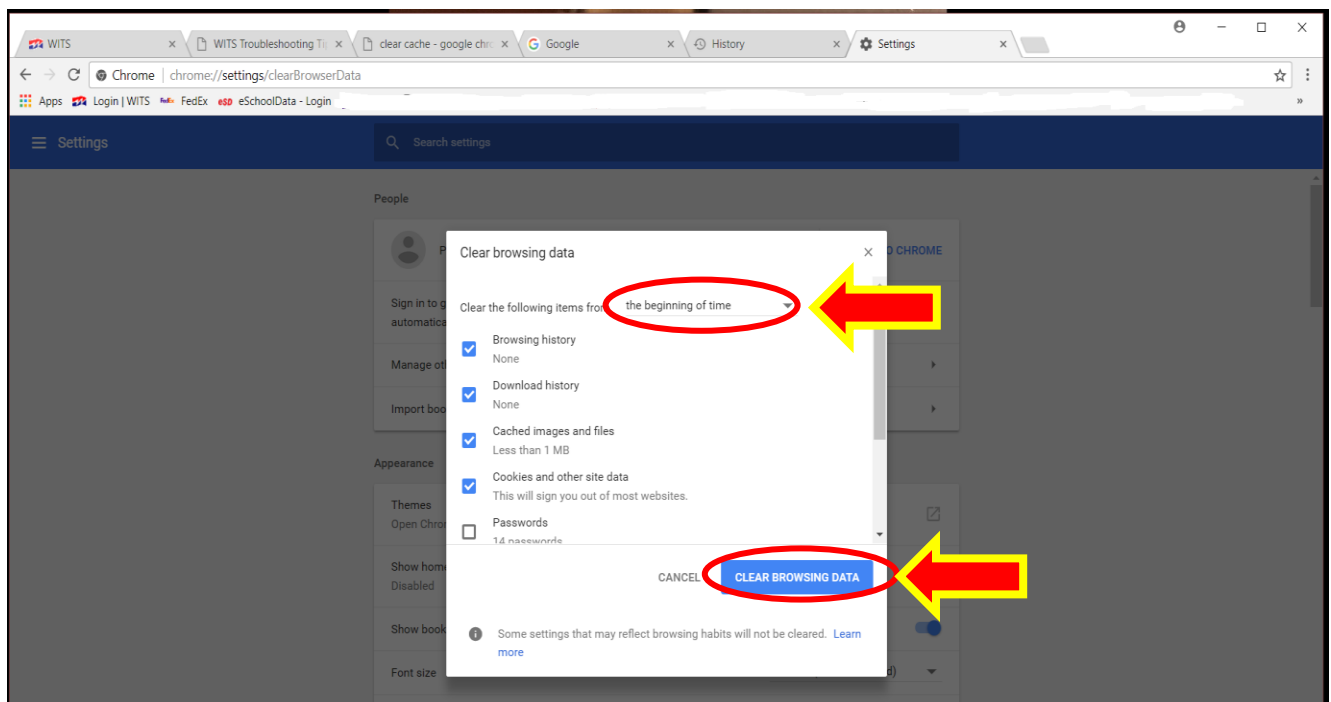 WITS
WITS Troubleshooting Ti
clear cache - google chro
Google
History
Settings
Chrome | chrome://settings/clearBrowserData
Apps Login | WITS FedEx FedEx esD eSchoolData - Login
Settings
Search settings
People
Clear browsing data
O CHROME
Clear the following items from the beginning of time
Sign in to g
automatica
Browsing history
None
Manage oth
Download history
None
Import boo
Cached images and files
Less than 1 MB
Appearance
Cookies and other site data
This will sign you out of most websites.
Themes
Open Chror
Passwords
14 passwords
Show home
Disabled
CANCEL CLEAR BROWSING DATA
Show book
Some settings that may reflect browsing habits will not be cleared. Learn
more
Font size